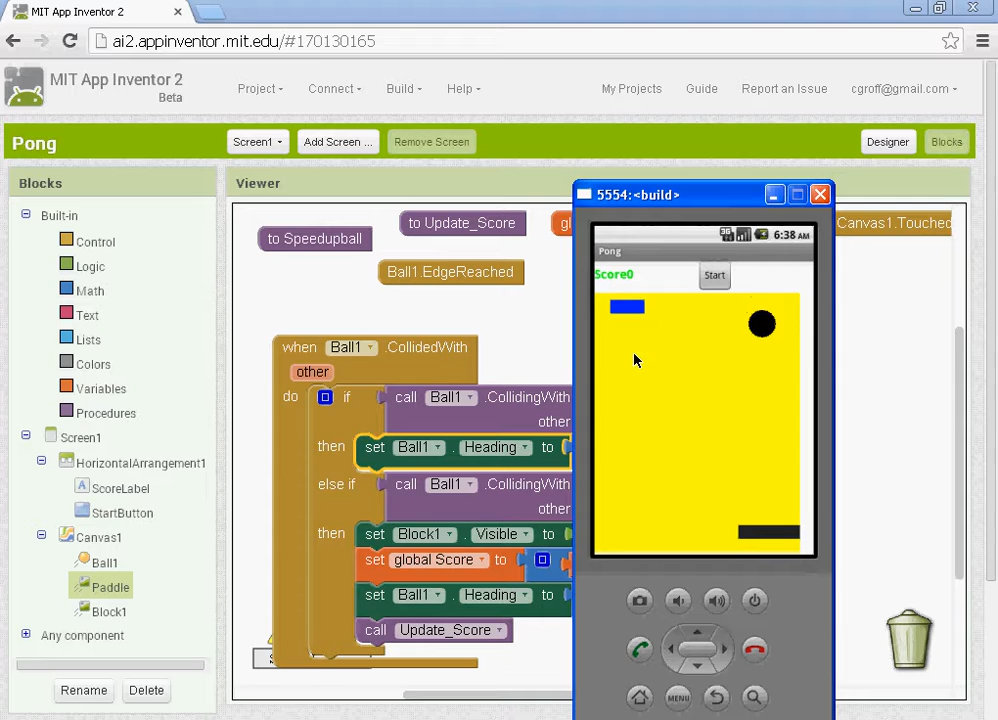 MIT App Inventor 2
ai2.appinventor.mit.edu/#170130165
MIT App Inventor 2
Beta
Project
Connect
Build
Help
My Projects
Guide
Report an Issue
cgroff@gmail.com
Pong
Screen1
Add Screen ...
Remove Screen
Designer
Blocks
Blocks
Viewer
Built-in
Control
Logic
Math
Text
Lists
Colors
Variables
Procedures
Screen1
HorizontalArrangement1
ScoreLabel
StartButton
Canvas1
Ball1
Paddle
Block1
Any component
Rename
Delete
to Speedupball
to Update_Score
gl
Canvas1.Touched
Ball1.EdgeReached
when Ball1 .CollidedWith
other
do if call Ball1 .CollidingWith
other
then set Ball1 . Heading to
else if call Ball1 .CollidingWith
other
then set Block1 . Visible to
set global Score to
set Ball1 . Heading to
call Update_Score
5554:<build>
3G 6:38 AM
Pong
Score0
Start
MENU